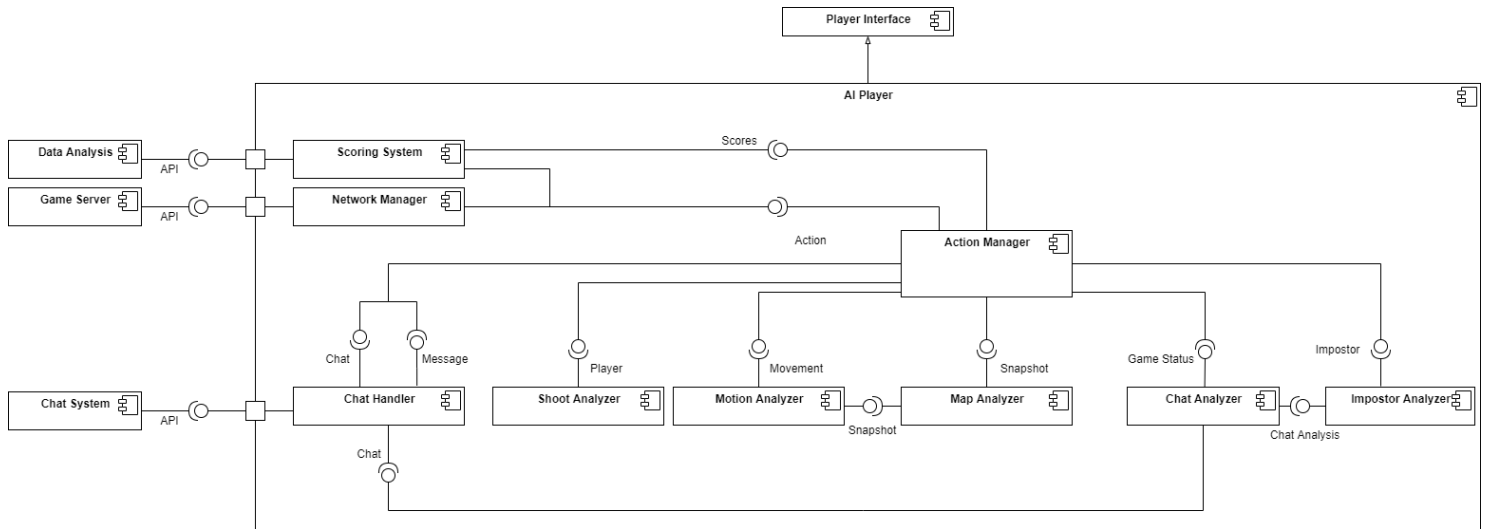 Player Interface
AI Player
Data Analysis
API
Scoring System
Scores
Game Server
API
Network Manager
Action
Action Manager
Chat
Message
Player
Movement
Snapshot
Game Status
Impostor
Chat System
API
Chat Handler
Shoot Analyzer
Motion Analyzer
Snapshot
Map Analyzer
Chat Analyzer
Chat Analysis
Impostor Analyzer
Chat